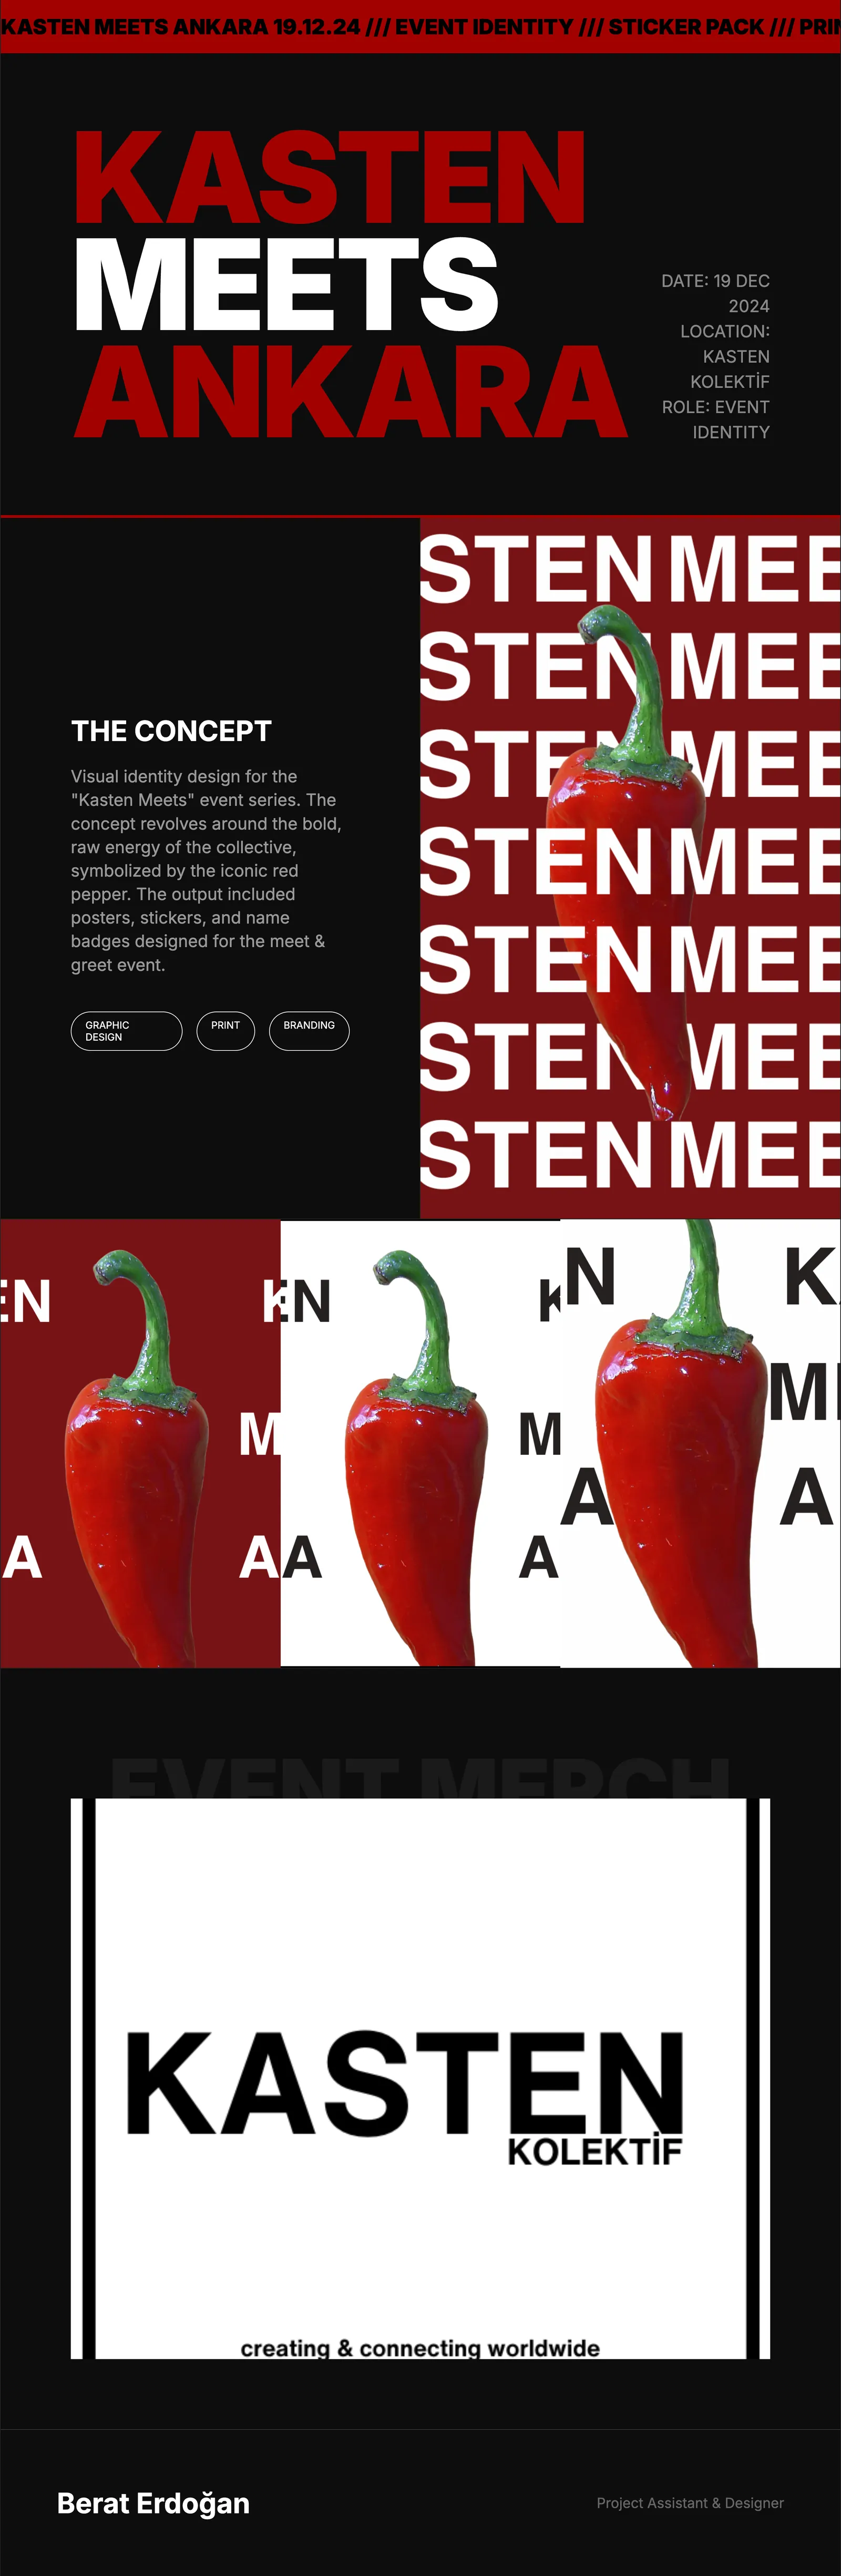 KASTEN MEETS ANKARA 19.12.24 /// EVENT IDENTITY /// STICKER PACK /// PRIN
KASTEN
MEETS
ANKARA
DATE: 19 DEC
2024
LOCATION:
KASTEN
KOLEKTİF
ROLE: EVENT
IDENTITY
THE CONCEPT
Visual identity design for the
"Kasten Meets" event series. The
concept revolves around the bold,
raw energy of the collective,
symbolized by the iconic red
pepper. The output included
posters, stickers, and name
badges designed for the meet &
greet event.
GRAPHIC
DESIGN
PRINT
BRANDING
STEN MEE
STEN MEE
STEN MEE
STEN MEE
STEN MEE
STEN MEE
STEN MEE
EN K
M
A A
EN K
M
A A
N K
M
A A
EVENT MERCH
KASTEN
KOLEKTİF
creating & connecting worldwide
Berat Erdoğan
Project Assistant & Designer